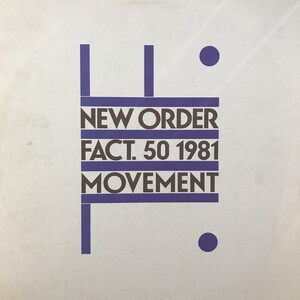 NEW ORDER
FACT. 50 1981
MOVEMENT